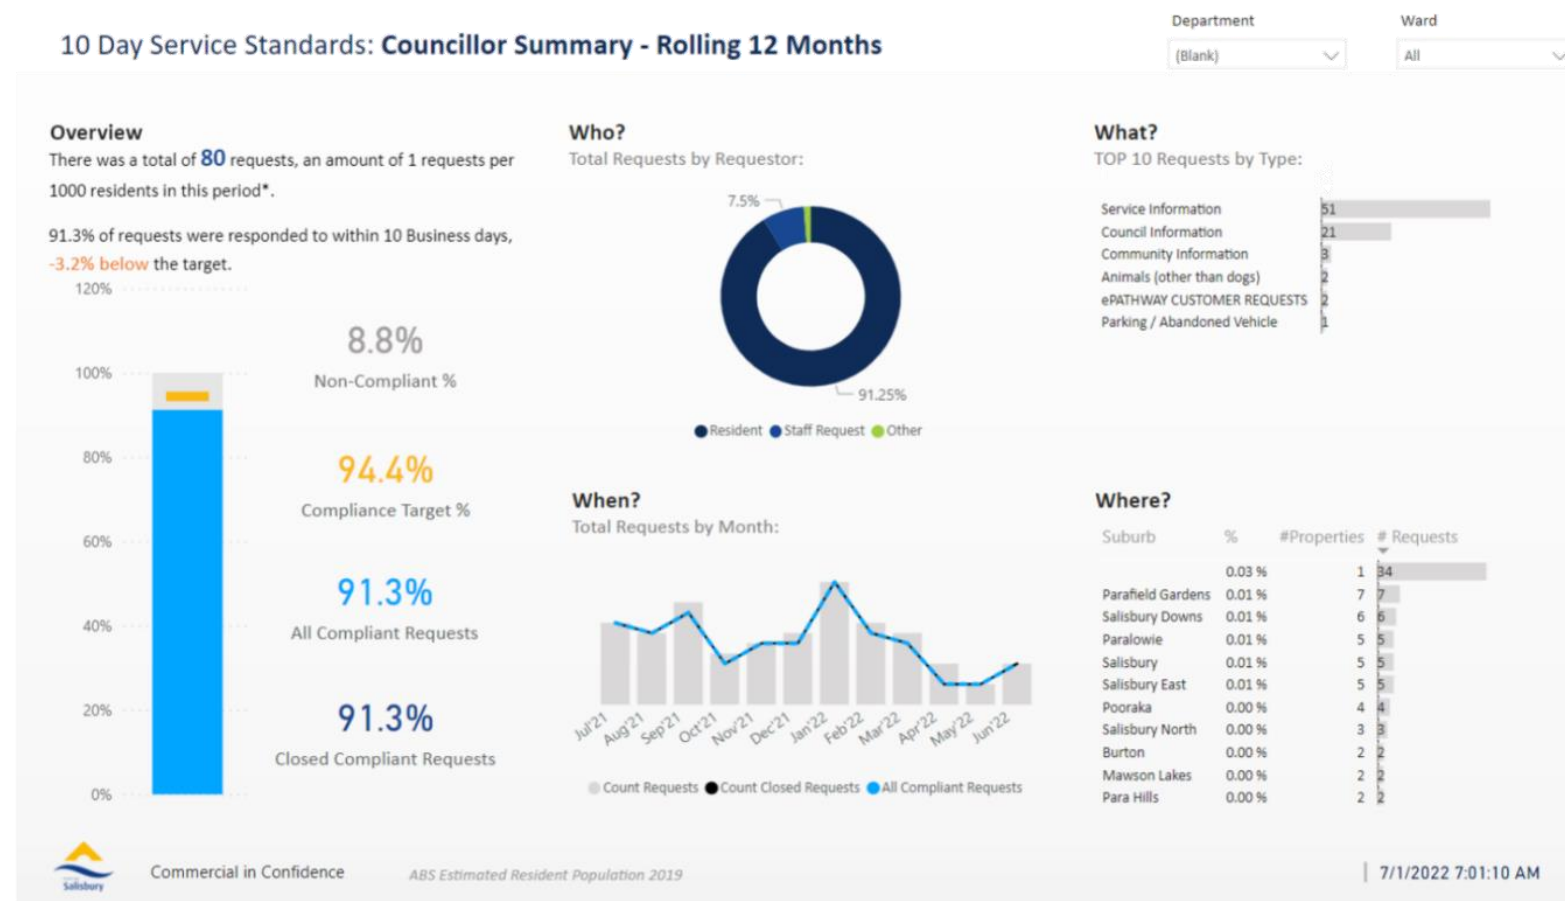 10 Day Service Standards: Councillor Summary - Rolling 12 Months
Department
(Blank)
Ward
All
Overview
There was a total of 80 requests, an amount of 1 requests per
1000 residents in this period*.
91.3% of requests were responded to within 10 Business days,
-3.2% below the target.
120%
100%
80%
60%
40%
20%
0%
8.8%
Non-Compliant %
94.4%
Compliance Target %
91.3%
All Compliant Requests
91.3%
Closed Compliant Requests
Who?
Total Requests by Requestor:
7.5%
91.25%
Resident Staff Request Other
What?
TOP 10 Requests by Type:
Service Information 51
Council Information 21
Community Information 3
Animals (other than dogs) 2
ePATHWAY CUSTOMER REQUESTS 2
Parking / Abandoned Vehicle 1
When?
Total Requests by Month:
Jul'21 Aug'21 Sep'21 Oct'21 Nov'21 Dec'21 Jan'22 Feb'22 Mar'22 Apr'22 May'22 Jun'22
Count Requests Count Closed Requests All Compliant Requests
Where?
Suburb % #Properties # Requests
0.03 % 1 34
Parafield Gardens 0.01 % 7 7
Salisbury Downs 0.01 % 6 6
Paralowie 0.01 % 5 5
Salisbury 0.01 % 5 5
Salisbury East 0.01 % 5 5
Pooraka 0.00 % 4 4
Salisbury North 0.00 % 3 3
Burton 0.00 % 2 2
Mawson Lakes 0.00 % 2 2
Para Hills 0.00 % 2 2
Salisbury
Commercial in Confidence
ABS Estimated Resident Population 2019
7/1/2022 7:01:10 AM